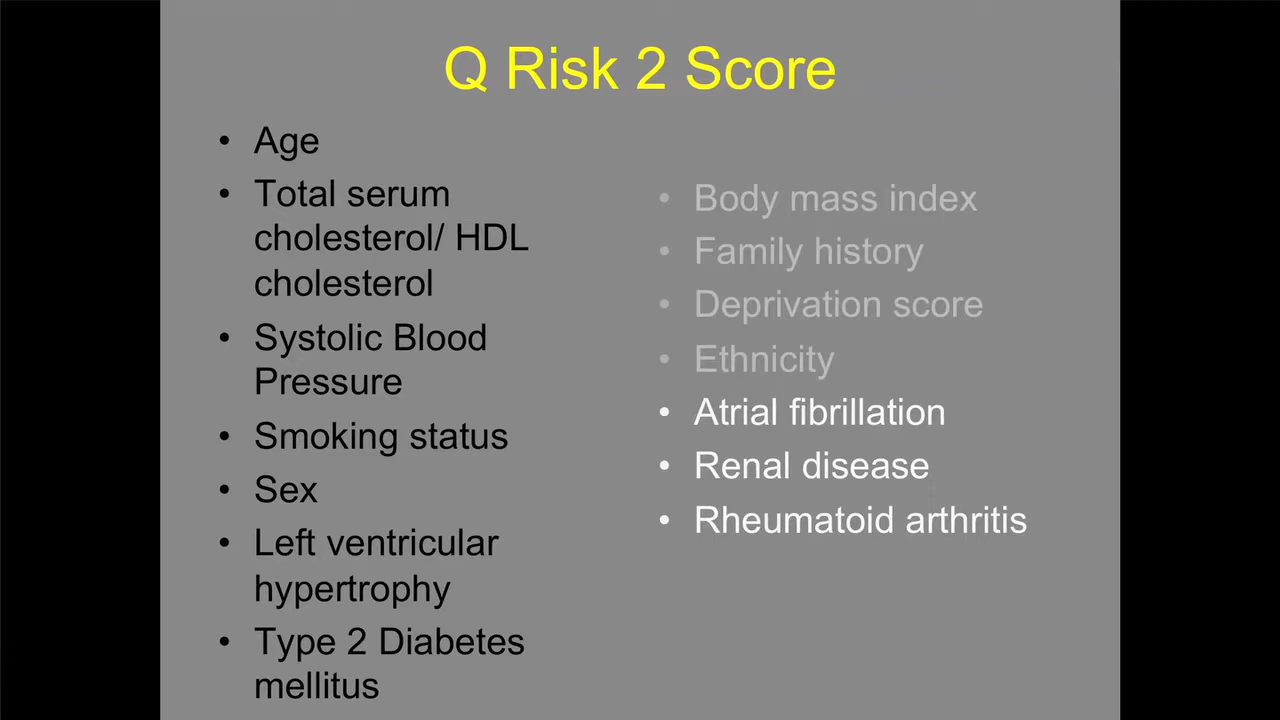 Q Risk 2 Score
• Age
• Total serum
cholesterol/ HDL
cholesterol
• Systolic Blood
Pressure
• Smoking status
• Sex
• Left ventricular
hypertrophy
• Type 2 Diabetes
mellitus
• Body mass index
• Family history
• Deprivation score
• Ethnicity
• Atrial fibrillation
• Renal disease
• Rheumatoid arthritis